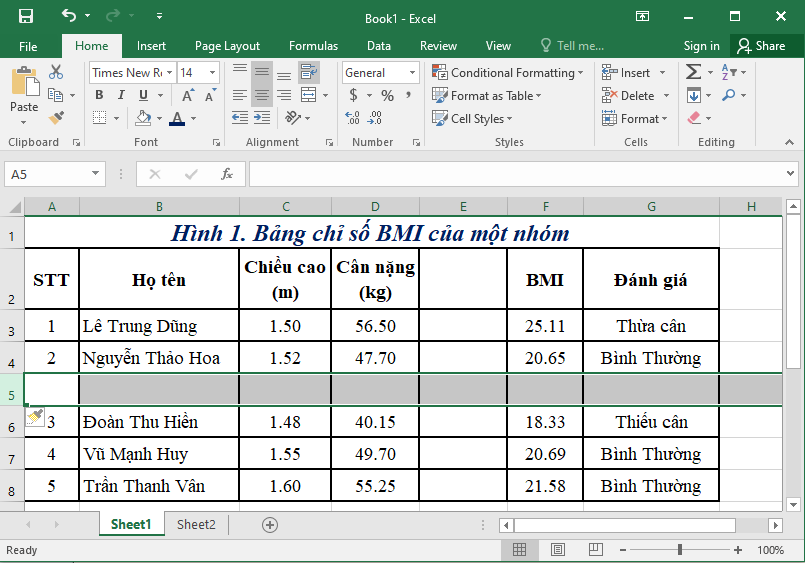 Book1 - Excel
File Home Insert Page Layout Formulas Data Review View Tell me... Sign in Share
Paste
Times New Ro 14
B I U A A
A
General
$ % ,
Conditional Formatting
Format as Table
Cell Styles
Insert
Delete
Format
Clipboard Font Alignment Number Styles Cells Editing
A5 fx
A B C D E F G H
1 Hình 1. Bảng chỉ số BMI của một nhóm
2 STT Họ tên Chiều cao (m) Cân nặng (kg) BMI Đánh giá
3 1 Lê Trung Dũng 1.50 56.50 25.11 Thừa cân
4 2 Nguyễn Thảo Hoa 1.52 47.70 20.65 Bình Thường
5
6 3 Đoàn Thu Hiền 1.48 40.15 18.33 Thiếu cân
7 4 Vũ Mạnh Huy 1.55 49.70 20.69 Bình Thường
8 5 Trần Thanh Vân 1.60 55.25 21.58 Bình Thường
Sheet1 Sheet2
Ready 100%